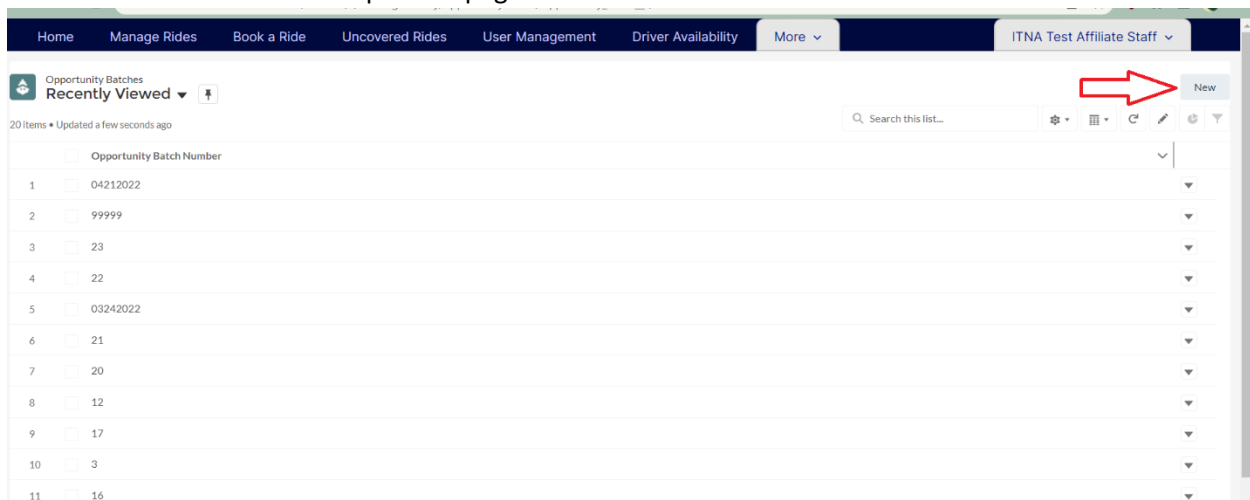 Home Manage Rides Book a Ride Uncovered Rides User Management Driver Availability More ITNA Test Affiliate Staff
Opportunity Batches
Recently Viewed
New
20 items • Updated a few seconds ago
Search this list...
Opportunity Batch Number
1 04212022
2 99999
3 23
4 22
5 03242022
6 21
7 20
8 12
9 17
10 3
11 16